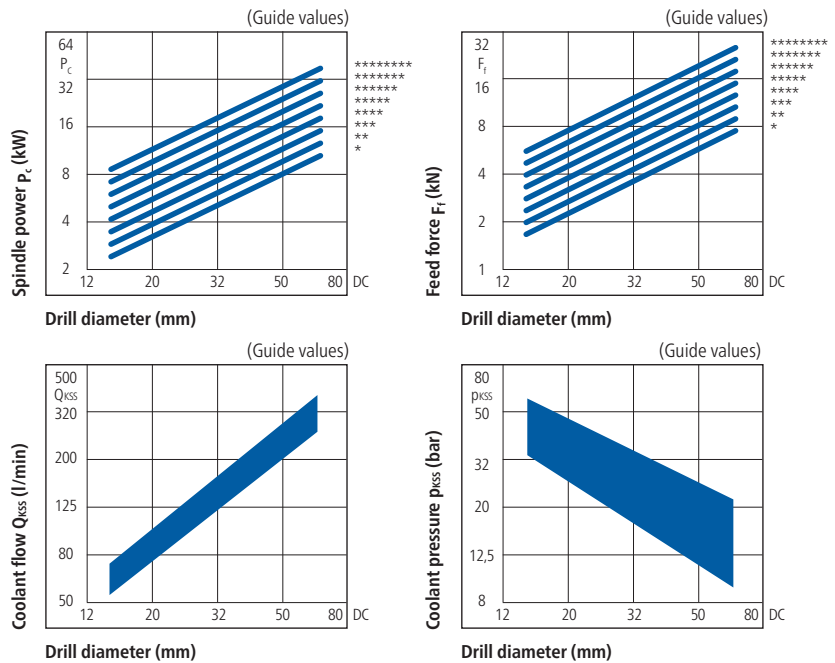 (Guide values)
64
P_c
32
16
8
4
2
12 20 32 50 80 DC
Spindle power P_c (kW)
Drill diameter (mm)
********
*******
******
*****
****
***
**
*
(Guide values)
32
F_f
16
8
4
2
1
12 20 32 50 80 DC
Feed force F_f (kN)
Drill diameter (mm)
********
*******
******
*****
****
***
**
*
(Guide values)
500
QKSS
320
200
125
80
50
12 20 32 50 80 DC
Coolant flow QKSS (l/min)
Drill diameter (mm)
(Guide values)
80
pKSS
50
32
20
12,5
8
12 20 32 50 80 DC
Coolant pressure pKSS (bar)
Drill diameter (mm)